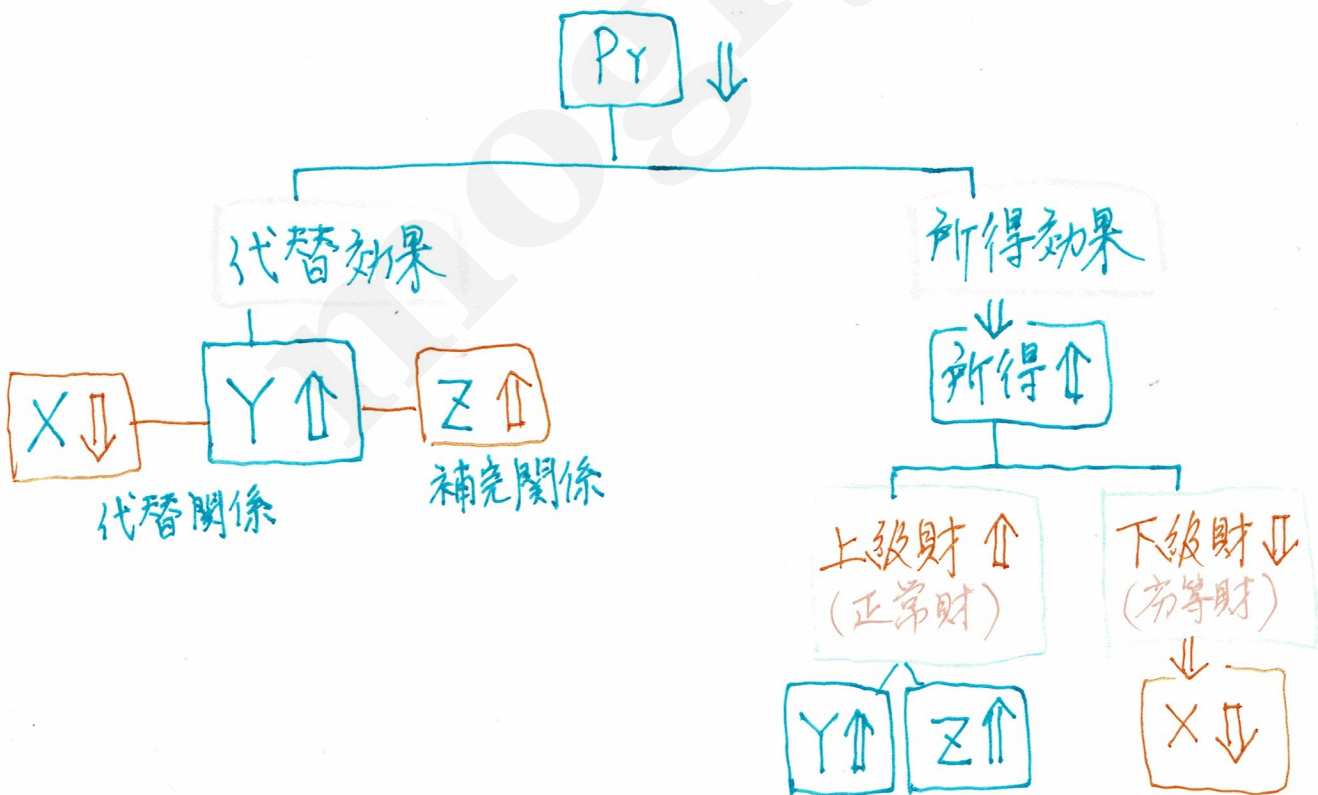 PY ⇓
代替効果
所得効果
⇓
所得⇑
X⇓
Y⇑
Z⇑
代替関係
補完関係
上級財⇑
(正常財)
下級財⇓
(劣等財)
⇓
Y⇑
Z⇑
X⇓